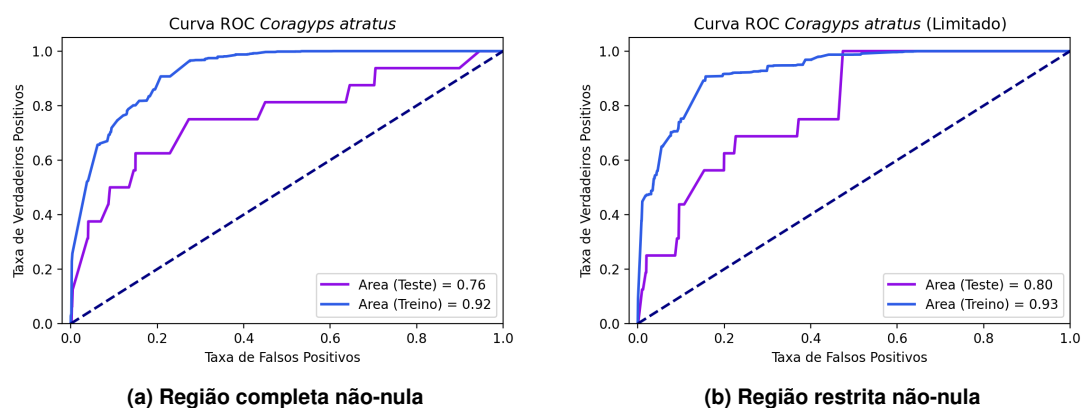 Curva ROC Coragyps atratus
Taxa de Verdadeiros Positivos
1.0
0.8
0.6
0.4
0.2
0.0
Area (Teste) = 0.76
Area (Treino) = 0.92
0.0 0.2 0.4 0.6 0.8 1.0
Taxa de Falsos Positivos
(a) Região completa não-nula
Curva ROC Coragyps atratus (Limitado)
Taxa de Verdadeiros Positivos
1.0
0.8
0.6
0.4
0.2
0.0
Area (Teste) = 0.80
Area (Treino) = 0.93
0.0 0.2 0.4 0.6 0.8 1.0
Taxa de Falsos Positivos
(b) Região restrita não-nula